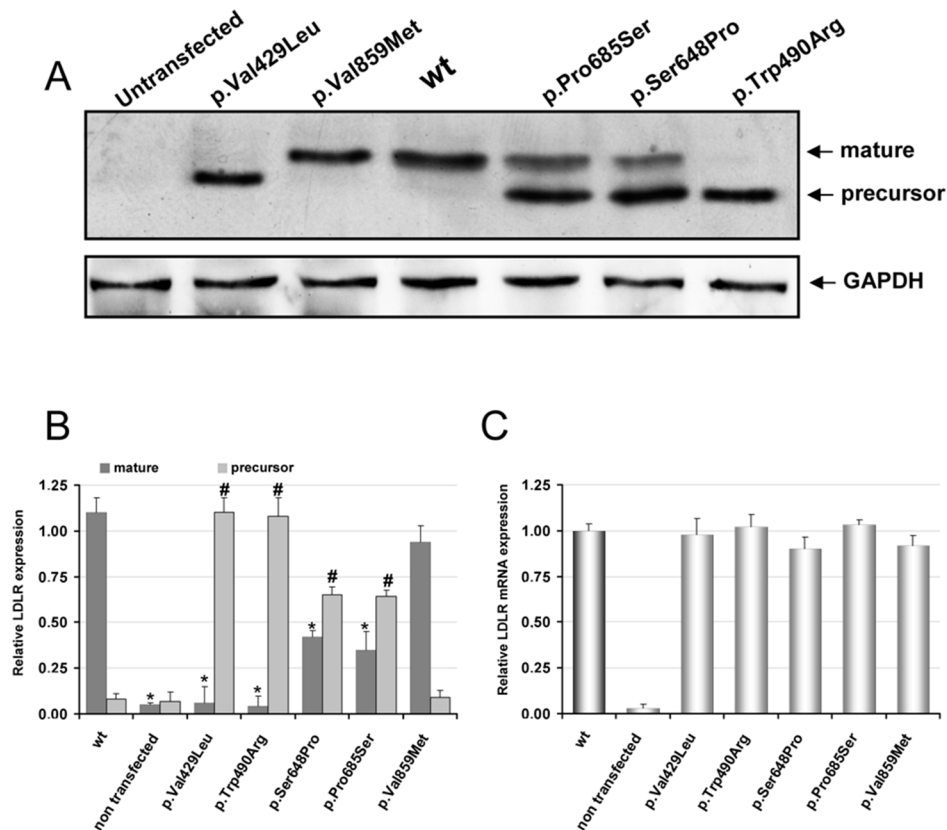 A
Untransfected p.Val429Leu p.Val859Met wt p.Pro685Ser p.Ser648Pro p.Trp490Arg
mature
precursor
GAPDH
B
mature precursor
Relative LDLR expression
1.25
1.00
0.75
0.50
0.25
0.00
# # # #
* * * * *
wt non transfected p.Val429Leu p.Trp490Arg p.Ser648Pro p.Pro685Ser p.Val859Met
C
Relative LDLR mRNA expression
1.25
1.00
0.75
0.50
0.25
0.00
wt non transfected p.Val429Leu p.Trp490Arg p.Ser648Pro p.Pro685Ser p.Val859Met